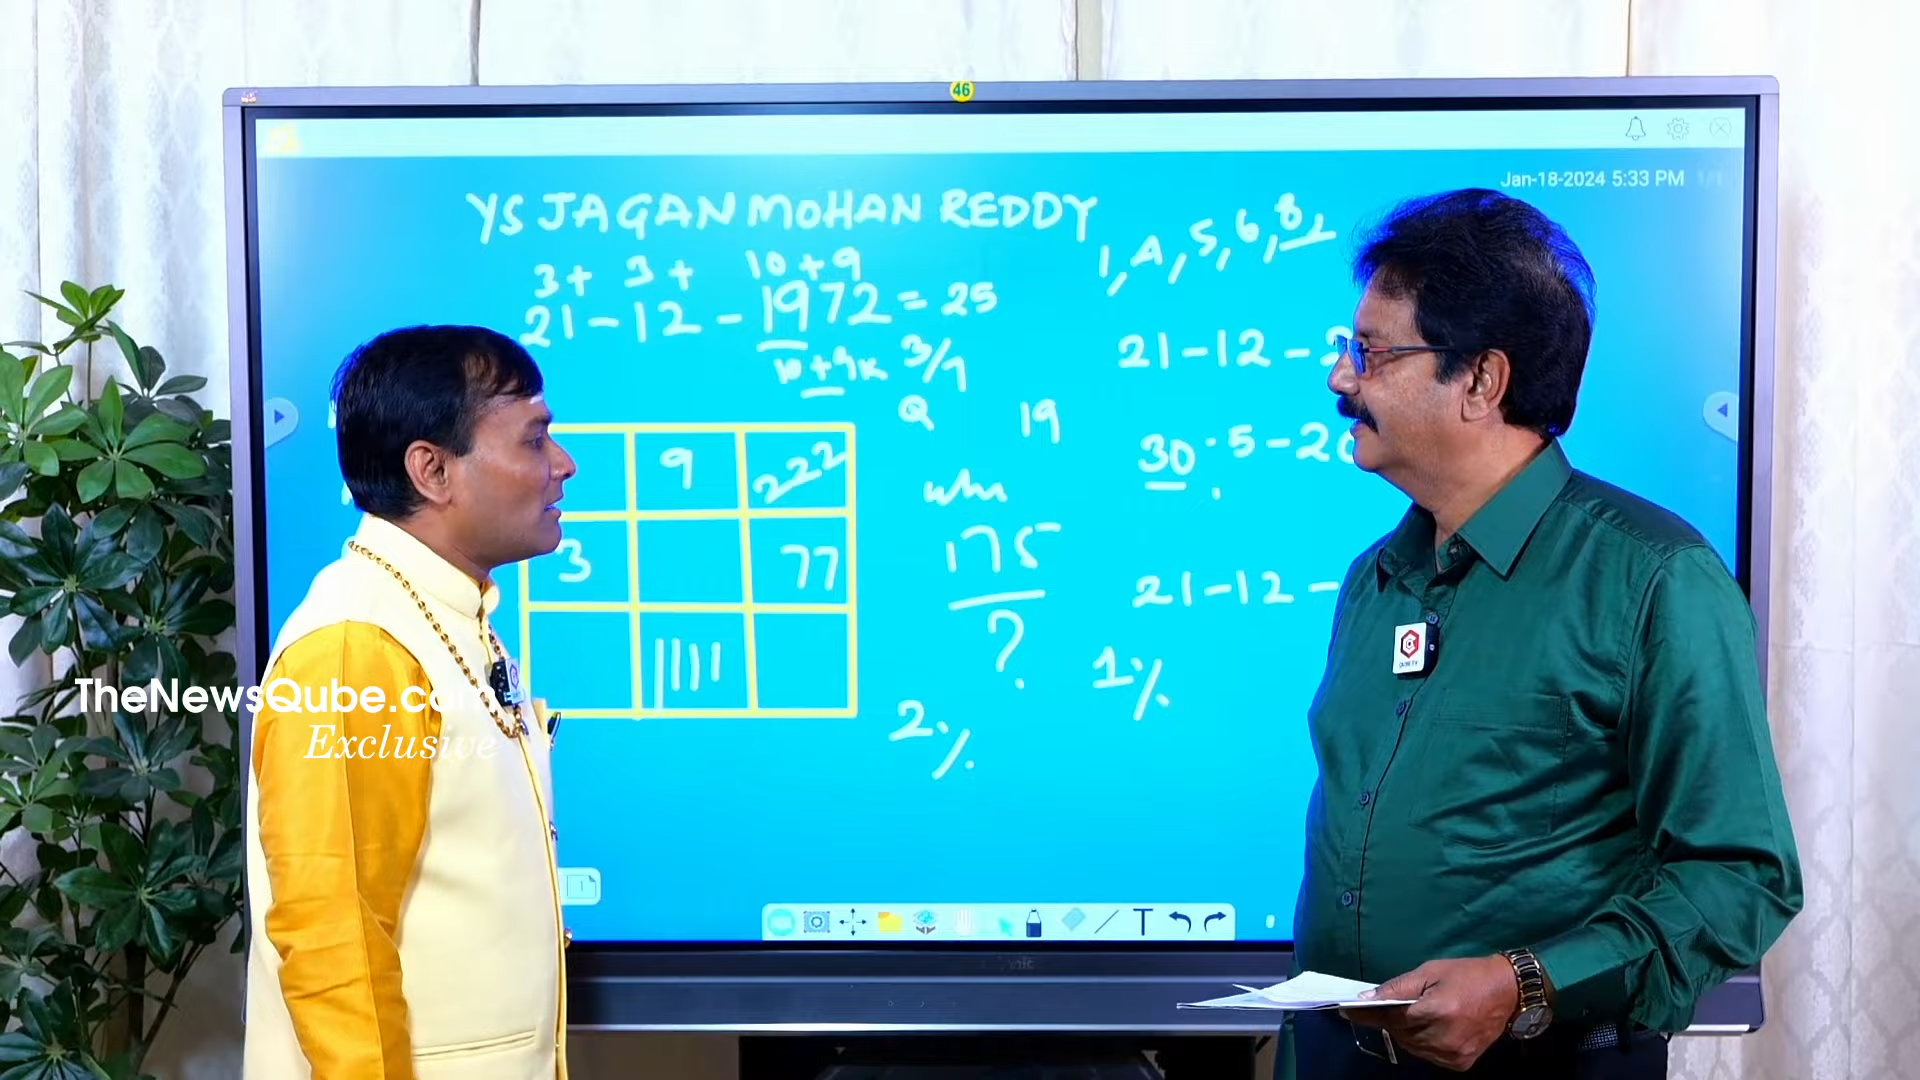 46
Jan-18-2024 5:33 PM
YS JAGAN MOHAN REDDY
1, 4, 5, 6, 8
3+ 3+ 10+9
21-12-1972=25
3/7
21-12-2
Q 19
9 222
30-5-20
3 77
175
?
21-12-
||||
1%
2%
TheNewsQube.com
Exclusive
T